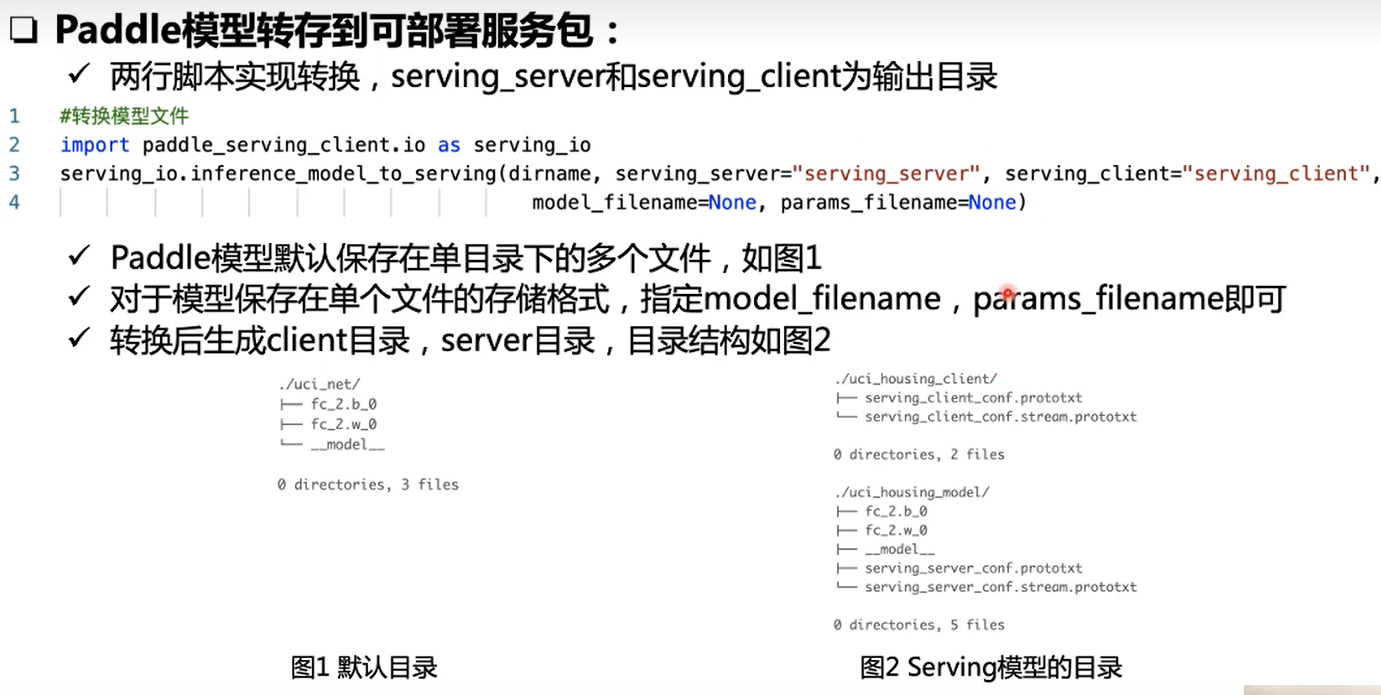 Paddle模型转存到可部署服务包：
✓ 两行脚本实现转换，serving_server和serving_client为输出目录
1 #转换模型文件
2 import paddle_serving_client.io as serving_io
3 serving_io.inference_model_to_serving(dirname, serving_server="serving_server", serving_client="serving_client",
4 model_filename=None, params_filename=None)
✓ Paddle模型默认保存在单目录下的多个文件，如图1
✓ 对于模型保存在单个文件的存储格式，指定model_filename，params_filename即可
✓ 转换后生成client目录，server目录，目录结构如图2
./uci_net/
├── fc_2.b_0
├── fc_2.w_0
└── __model__
0 directories, 3 files
图1 默认目录
./uci_housing_client/
├── serving_client_conf.prototxt
└── serving_client_conf.stream.prototxt
0 directories, 2 files
./uci_housing_model/
├── fc_2.b_0
├── fc_2.w_0
├── __model__
├── serving_server_conf.prototxt
└── serving_server_conf.stream.prototxt
0 directories, 5 files
图2 Serving模型的目录